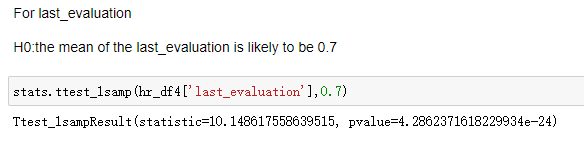 For last_evaluation
H0:the mean of the last_evaluation is likely to be 0.7
stats.ttest_1samp(hr_df4['last_evaluation'],0.7)
Ttest_1sampResult(statistic=10.148617558639515, pvalue=4.2862371618229934e-24)